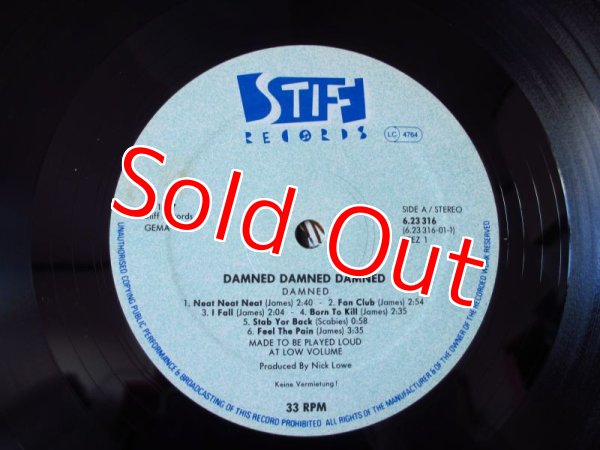 STIFF
RECORDS
LC 4764
Sold Out
Records
GEMA
SIDE A / STEREO
6.23 316
(6.23 316-01-1)
1
DAMNED DAMNED DAMNED
DAMNED
1. Neat Neat Neat (James) 2:40 - 2. Fan Club (James) 2:54
3. I Fall (James) 2:04 - 4. Born To Kill (James) 2:35
5. Stab Yor Back (Scabies) 0:58
6. Feel The Pain (James) 3:35
MADE TO BE PLAYED LOUD
AT LOW VOLUME
Produced By Nick Lowe
Keine Vermietung!
33 RPM
UNAUTHORISED COPYING PUBLIC PERFORMANCE & BROADCASTING OF THIS RECORD PROHIBITED ALL RIGHTS OF THE MANUFACTURER & OF THE OWNER OF THE RECORDED WORK RESERVED